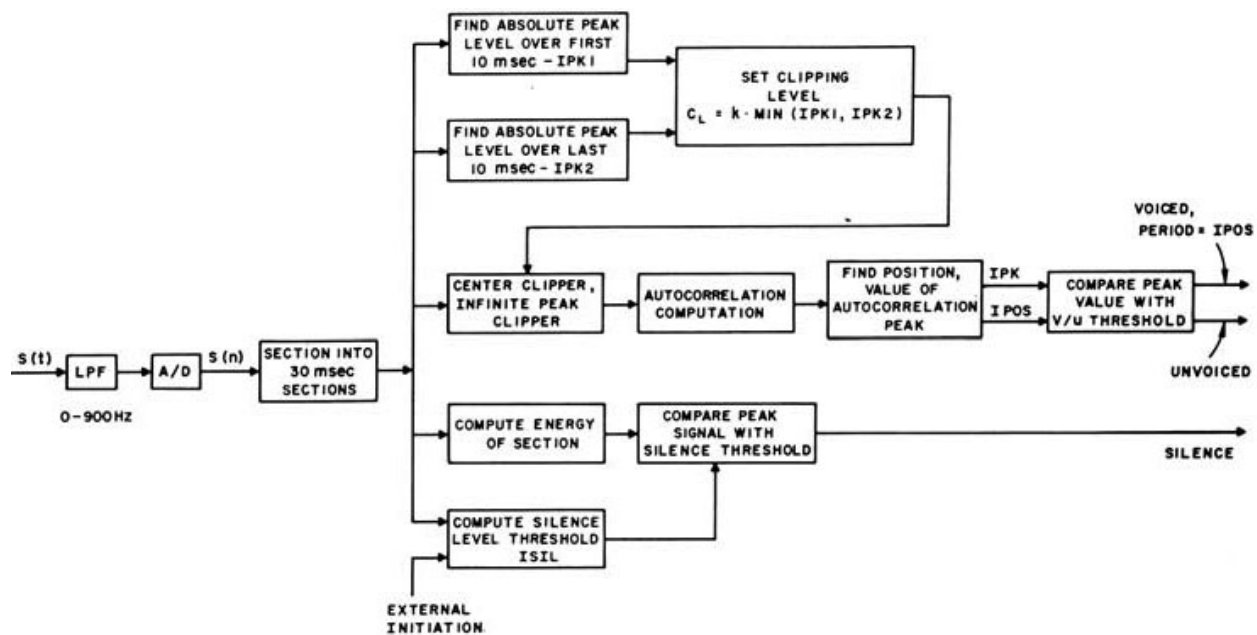 FIND ABSOLUTE PEAK
LEVEL OVER FIRST
10 msec - IPK1
SET CLIPPING
LEVEL
CL = k · MIN (IPK1, IPK2)
FIND ABSOLUTE PEAK
LEVEL OVER LAST
10 msec - IPK2
VOICED,
PERIOD = IPOS
CENTER CLIPPER,
INFINITE PEAK
CLIPPER
AUTOCORRELATION
COMPUTATION
FIND POSITION,
VALUE OF
AUTOCORRELATION
PEAK
IPK
IPOS
COMPARE PEAK
VALUE WITH
V/U THRESHOLD
UNVOICED
S(t)
LPF
A/D
S(n)
SECTION INTO
30 msec
SECTIONS
0-900HZ
COMPUTE ENERGY
OF SECTION
COMPARE PEAK
SIGNAL WITH
SILENCE THRESHOLD
SILENCE
COMPUTE SILENCE
LEVEL THRESHOLD
ISIL
EXTERNAL
INITIATION